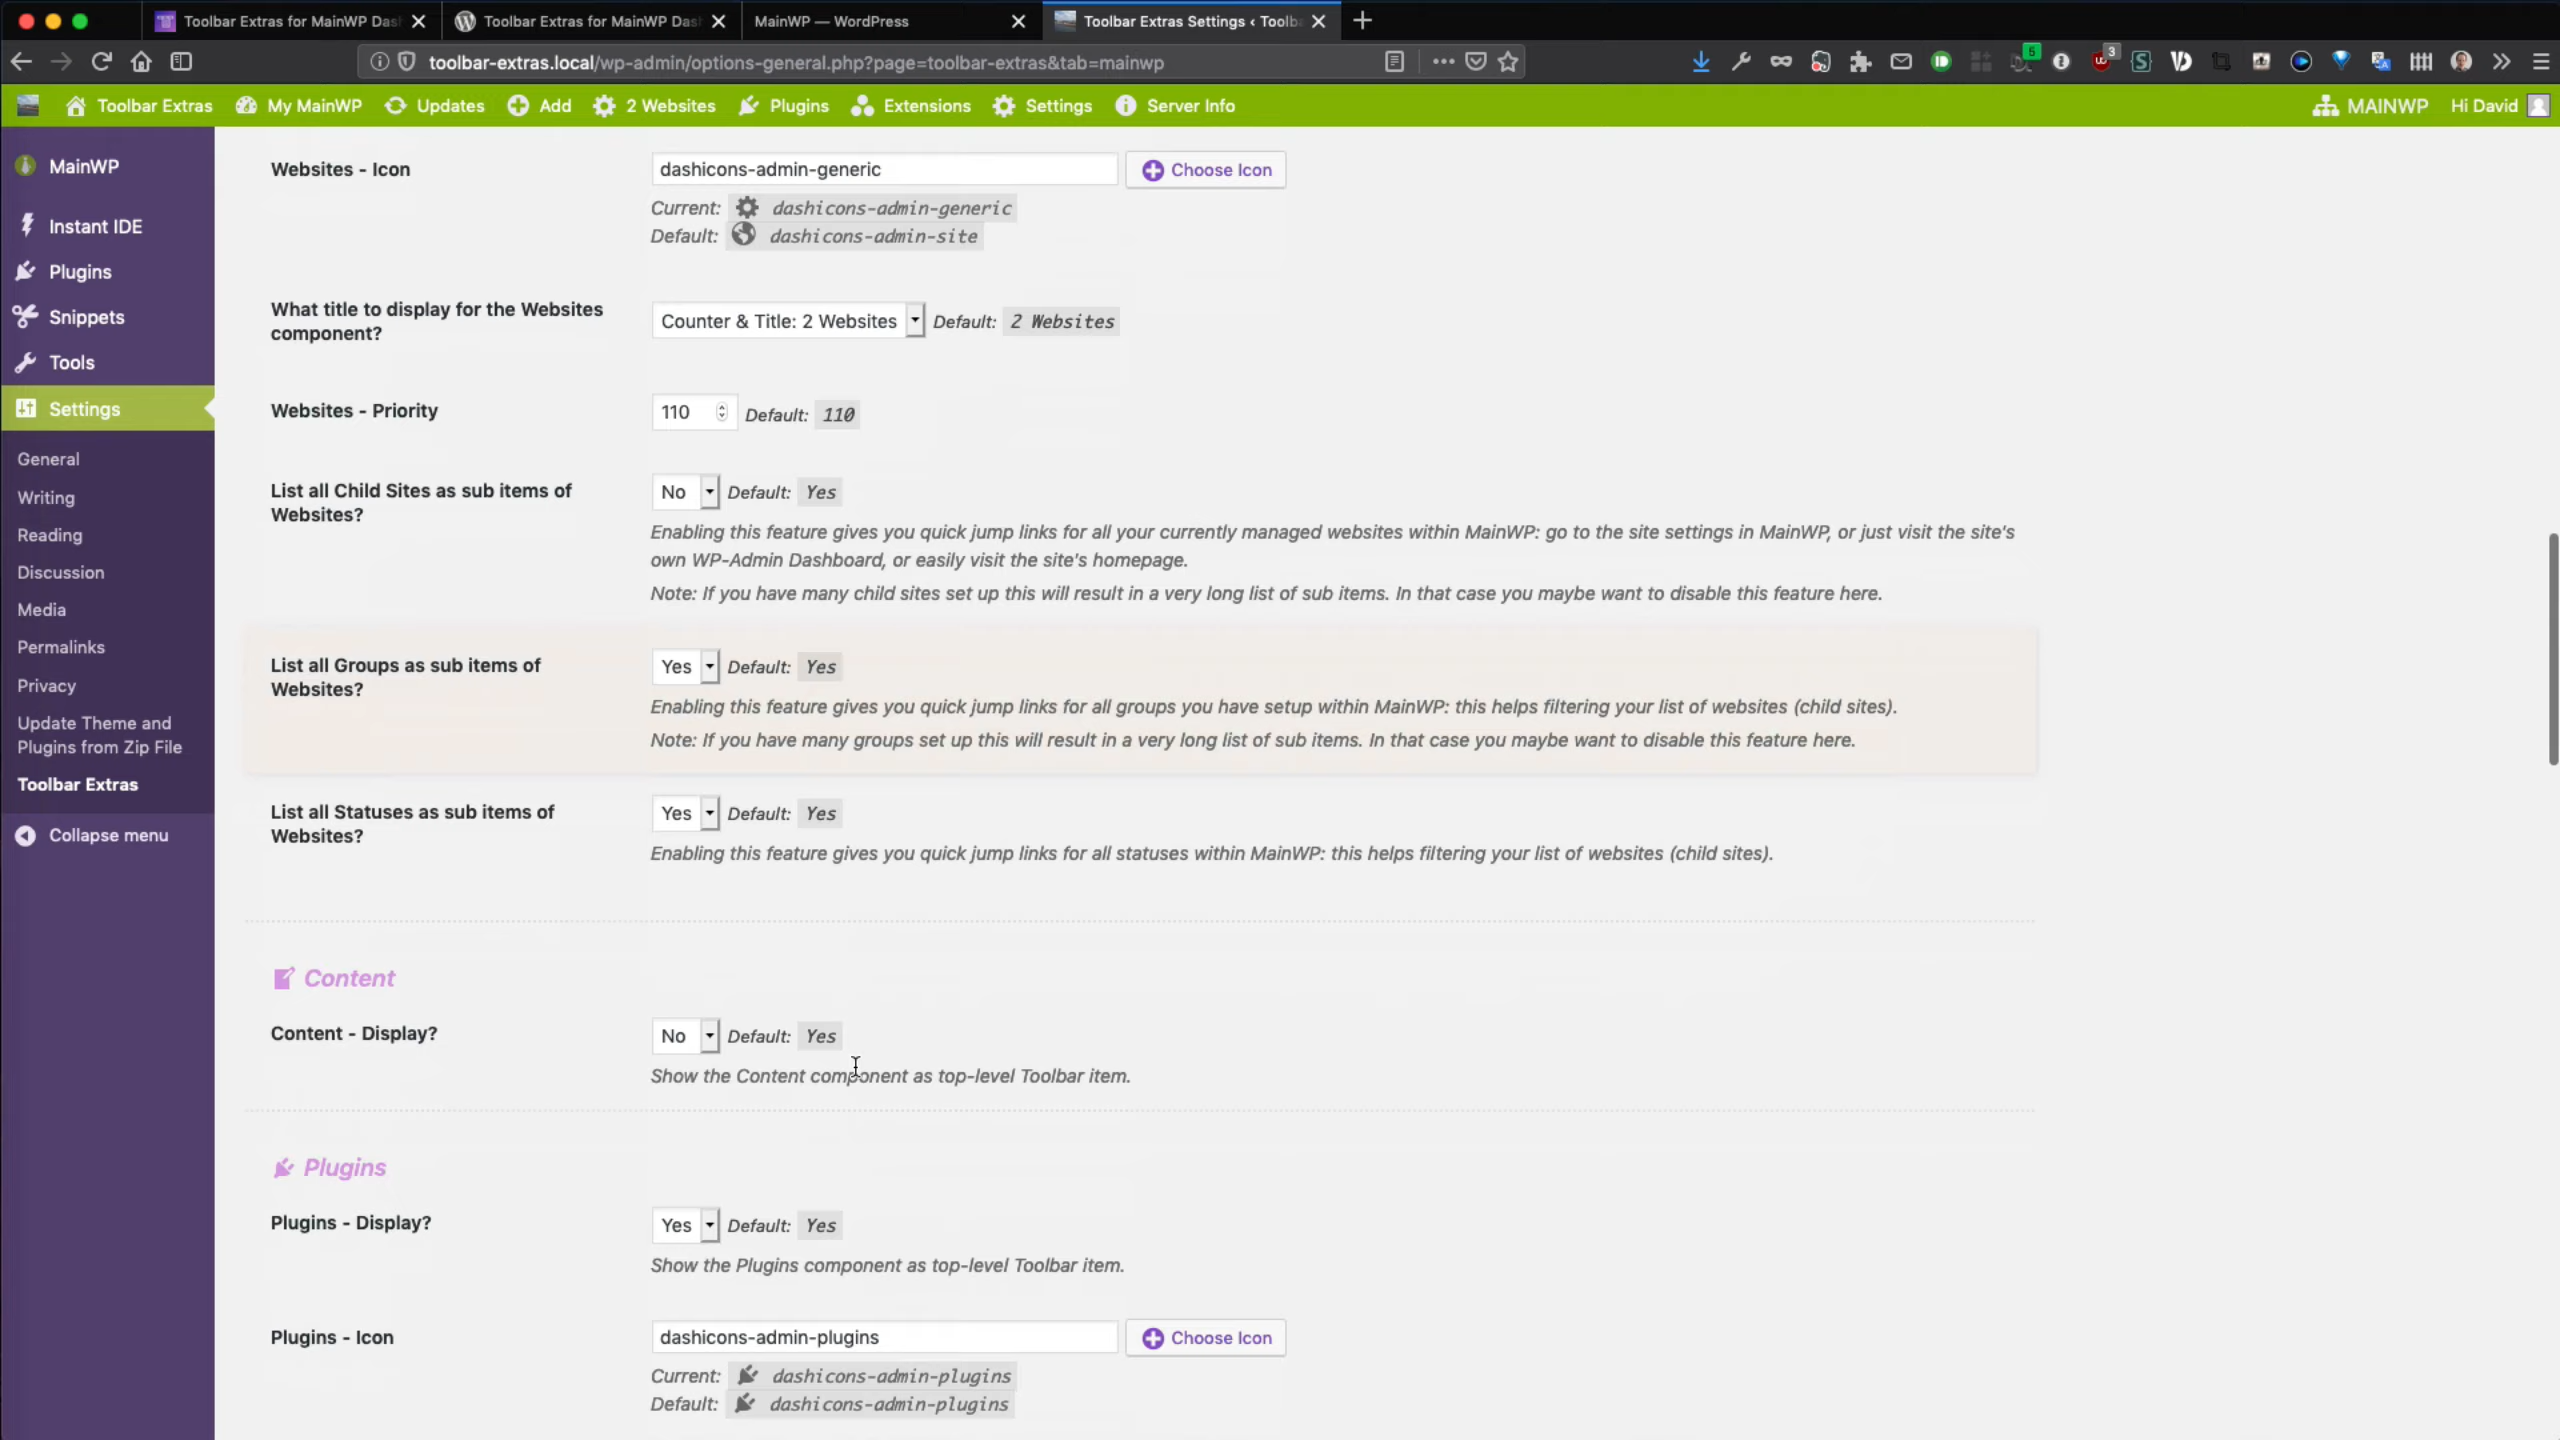 Toolbar Extras for MainWP Das
Toolbar Extras for MainWP Das
MainWP — WordPress
Toolbar Extras Settings ‹ Toolb
toolbar-extras.local/wp-admin/options-general.php?page=toolbar-extras&tab=mainwp
5
3
Toolbar Extras
My MainWP
Updates
Add
2 Websites
Plugins
Extensions
Settings
Server Info
MAINWP
Hi David
MainWP
Instant IDE
Plugins
Snippets
Tools
Settings
General
Writing
Reading
Discussion
Media
Permalinks
Privacy
Update Theme and
Plugins from Zip File
Toolbar Extras
Collapse menu
Websites - Icon
dashicons-admin-generic
Choose Icon
Current: dashicons-admin-generic
Default: dashicons-admin-site
What title to display for the Websites
component?
Counter & Title: 2 Websites
Default: 2 Websites
Websites - Priority
110
Default: 110
List all Child Sites as sub items of
Websites?
No
Default: Yes
Enabling this feature gives you quick jump links for all your currently managed websites within MainWP: go to the site settings in MainWP, or just visit the site's
own WP-Admin Dashboard, or easily visit the site's homepage.
Note: If you have many child sites set up this will result in a very long list of sub items. In that case you maybe want to disable this feature here.
List all Groups as sub items of
Websites?
Yes
Default: Yes
Enabling this feature gives you quick jump links for all groups you have setup within MainWP: this helps filtering your list of websites (child sites).
Note: If you have many groups set up this will result in a very long list of sub items. In that case you maybe want to disable this feature here.
List all Statuses as sub items of
Websites?
Yes
Default: Yes
Enabling this feature gives you quick jump links for all statuses within MainWP: this helps filtering your list of websites (child sites).
Content
Content - Display?
No
Default: Yes
Show the Content component as top-level Toolbar item.
Plugins
Plugins - Display?
Yes
Default: Yes
Show the Plugins component as top-level Toolbar item.
Plugins - Icon
dashicons-admin-plugins
Choose Icon
Current: dashicons-admin-plugins
Default: dashicons-admin-plugins